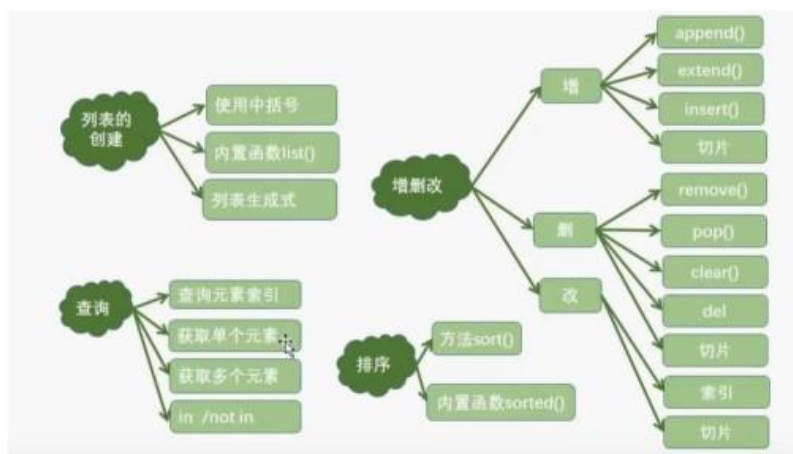 列表的
创建
使用中括号
内置函数list()
列表生成式
查询
查询元素索引
获取单个元素
获取多个元素
in /not in
增删改
增
append()
extend()
insert()
切片
删
remove()
pop()
clear()
del
切片
改
索引
切片
排序
方法sort()
内置函数sorted()